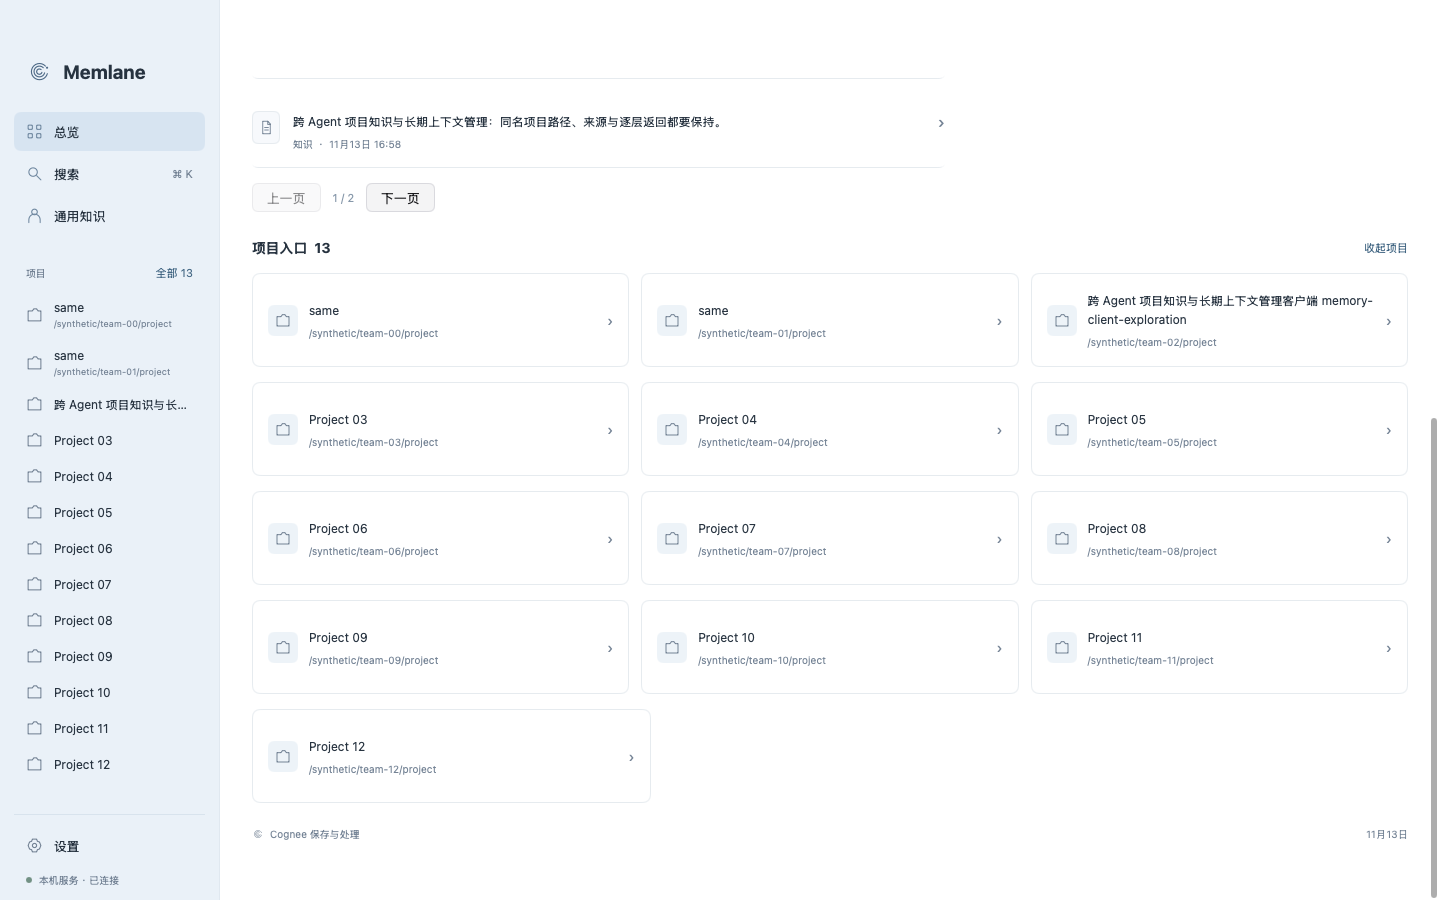 Memlane
总览
搜索 ⌘ K
通用知识
项目 全部 13
same
/synthetic/team-00/project
same
/synthetic/team-01/project
跨 Agent 项目知识与长...
Project 03
Project 04
Project 05
Project 06
Project 07
Project 08
Project 09
Project 10
Project 11
Project 12
设置
本机服务 · 已连接
跨 Agent 项目知识与长期上下文管理：同名项目路径、来源与逐层返回都要保持。
知识 · 11月13日 16:58
上一页 1 / 2 下一页
项目入口 13 收起项目
same
/synthetic/team-00/project
same
/synthetic/team-01/project
跨 Agent 项目知识与长期上下文管理客户端 memory-
client-exploration
/synthetic/team-02/project
Project 03
/synthetic/team-03/project
Project 04
/synthetic/team-04/project
Project 05
/synthetic/team-05/project
Project 06
/synthetic/team-06/project
Project 07
/synthetic/team-07/project
Project 08
/synthetic/team-08/project
Project 09
/synthetic/team-09/project
Project 10
/synthetic/team-10/project
Project 11
/synthetic/team-11/project
Project 12
/synthetic/team-12/project
Cognee 保存与处理 11月13日